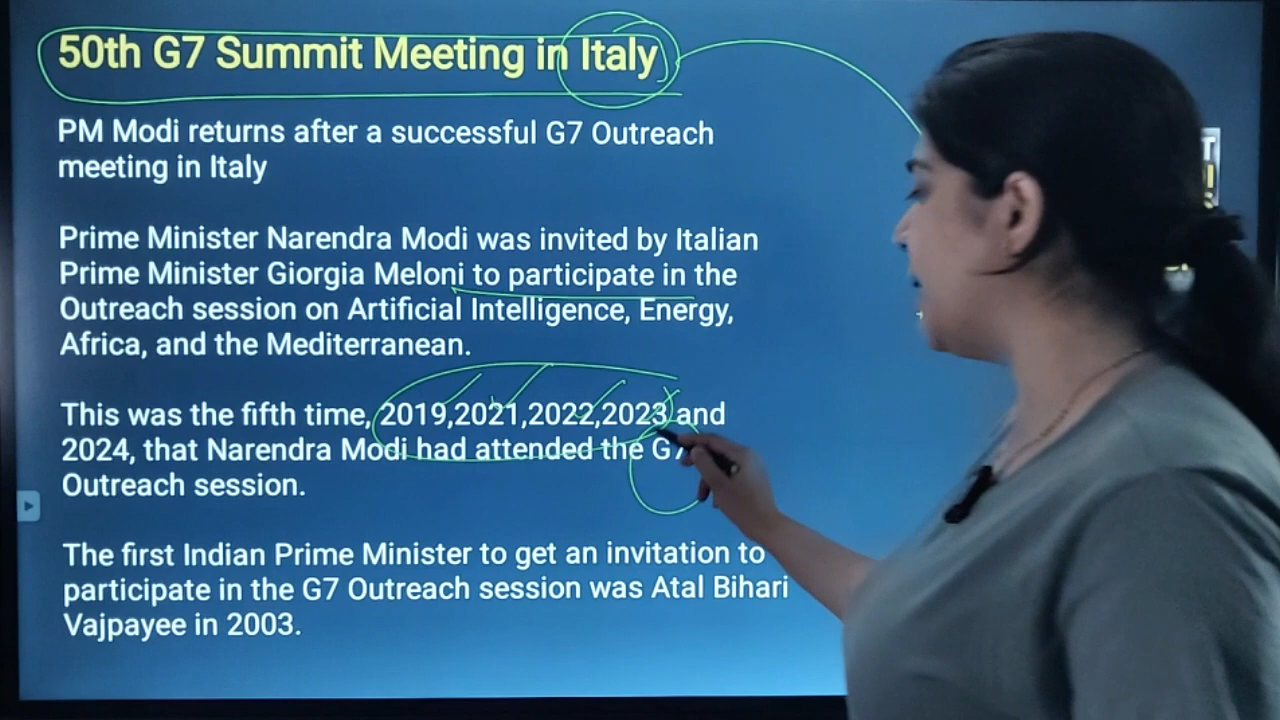 50th G7 Summit Meeting in Italy
PM Modi returns after a successful G7 Outreach
meeting in Italy
Prime Minister Narendra Modi was invited by Italian
Prime Minister Giorgia Meloni to participate in the
Outreach session on Artificial Intelligence, Energy,
Africa, and the Mediterranean.
This was the fifth time, 2019,2021,2022,2023 and
2024, that Narendra Modi had attended the G7
Outreach session.
The first Indian Prime Minister to get an invitation to
participate in the G7 Outreach session was Atal Bihari
Vajpayee in 2003.